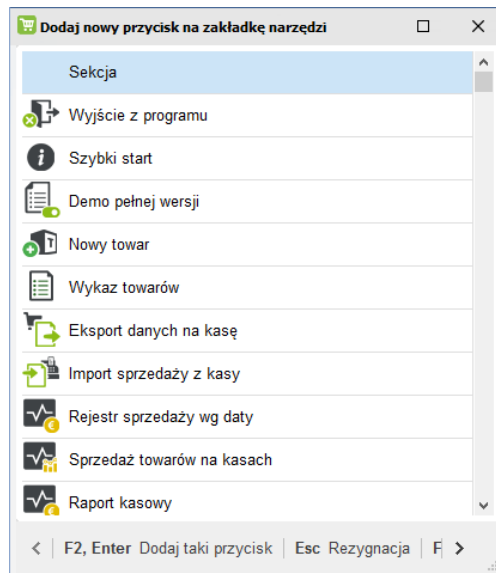 Dodaj nowy przycisk na zakładkę narzędzi
Sekcja
Wyjście z programu
Szybki start
Demo pełnej wersji
Nowy towar
Wykaz towarów
Eksport danych na kasę
Import sprzedaży z kasy
Rejestr sprzedaży wg daty
Sprzedaż towarów na kasach
Raport kasowy
F2, Enter Dodaj taki przycisk | Esc Rezygnacja | F